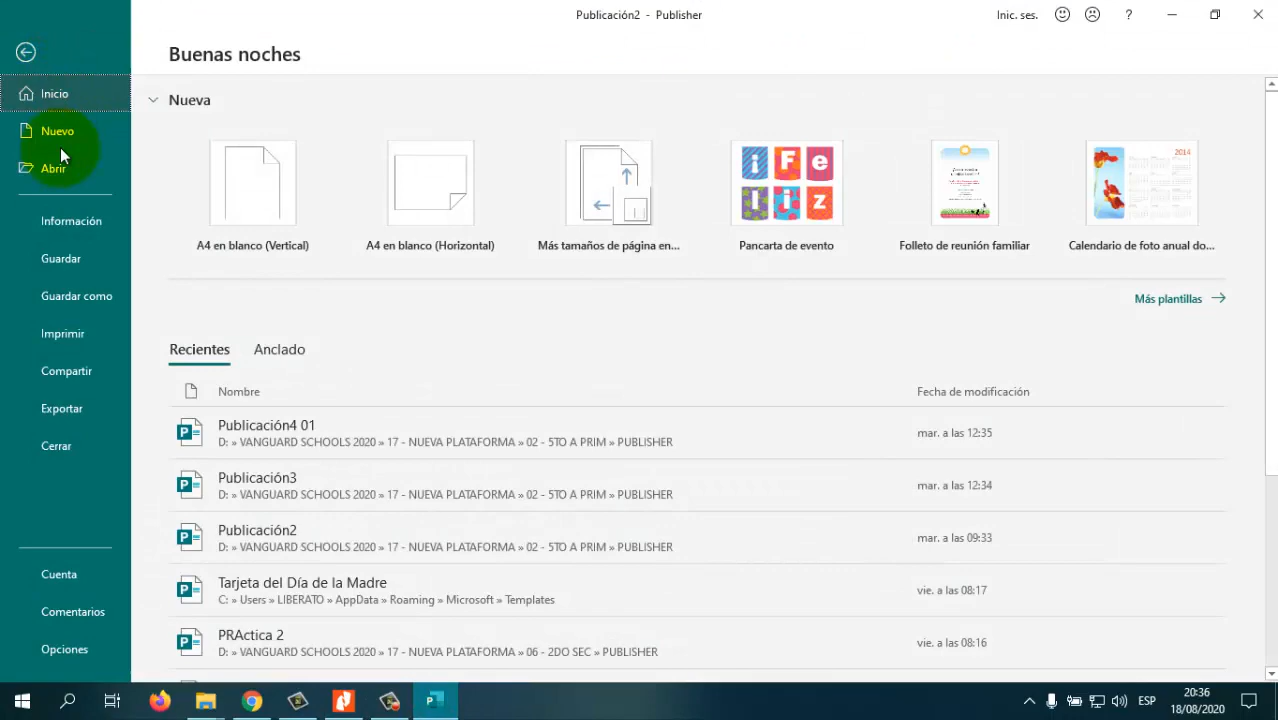 Publicación2 - Publisher
Inic. ses.
?
Buenas noches
Inicio
Nuevo
Abrir
Información
Guardar
Guardar como
Imprimir
Compartir
Exportar
Cerrar
Cuenta
Comentarios
Opciones
Nueva
2014
A4 en blanco (Vertical)
A4 en blanco (Horizontal)
Más tamaños de página en...
Pancarta de evento
Folleto de reunión familiar
Calendario de foto anual do...
¡Feliz
Más plantillas
Recientes
Anclado
Nombre
Fecha de modificación
Publicación4 01
D: » VANGUARD SCHOOLS 2020 » 17 - NUEVA PLATAFORMA » 02 - 5TO A PRIM » PUBLISHER
mar. a las 12:35
Publicación3
D: » VANGUARD SCHOOLS 2020 » 17 - NUEVA PLATAFORMA » 02 - 5TO A PRIM » PUBLISHER
mar. a las 12:34
Publicación2
D: » VANGUARD SCHOOLS 2020 » 17 - NUEVA PLATAFORMA » 02 - 5TO A PRIM » PUBLISHER
mar. a las 09:33
Tarjeta del Día de la Madre
C: » Users » LIBERATO » AppData » Roaming » Microsoft » Templates
vie. a las 08:17
PRActica 2
D: » VANGUARD SCHOOLS 2020 » 17 - NUEVA PLATAFORMA » 06 - 2DO SEC » PUBLISHER
vie. a las 08:16
ESP
20:36
18/08/2020